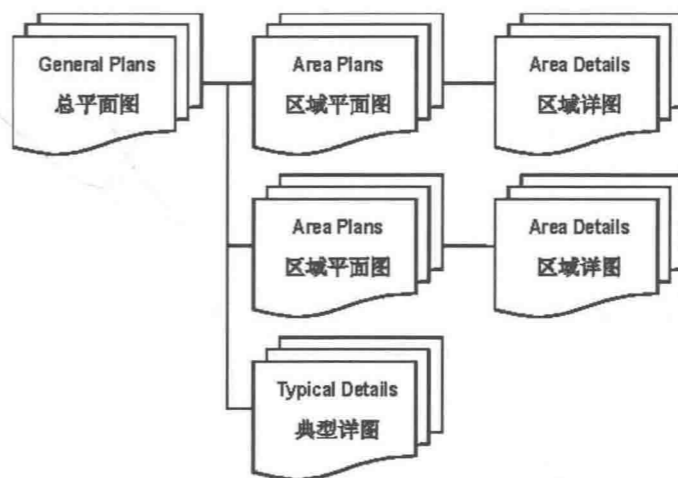 General Plans
总平面图
Area Plans
区域平面图
Area Details
区域详图
Area Plans
区域平面图
Area Details
区域详图
Typical Details
典型详图